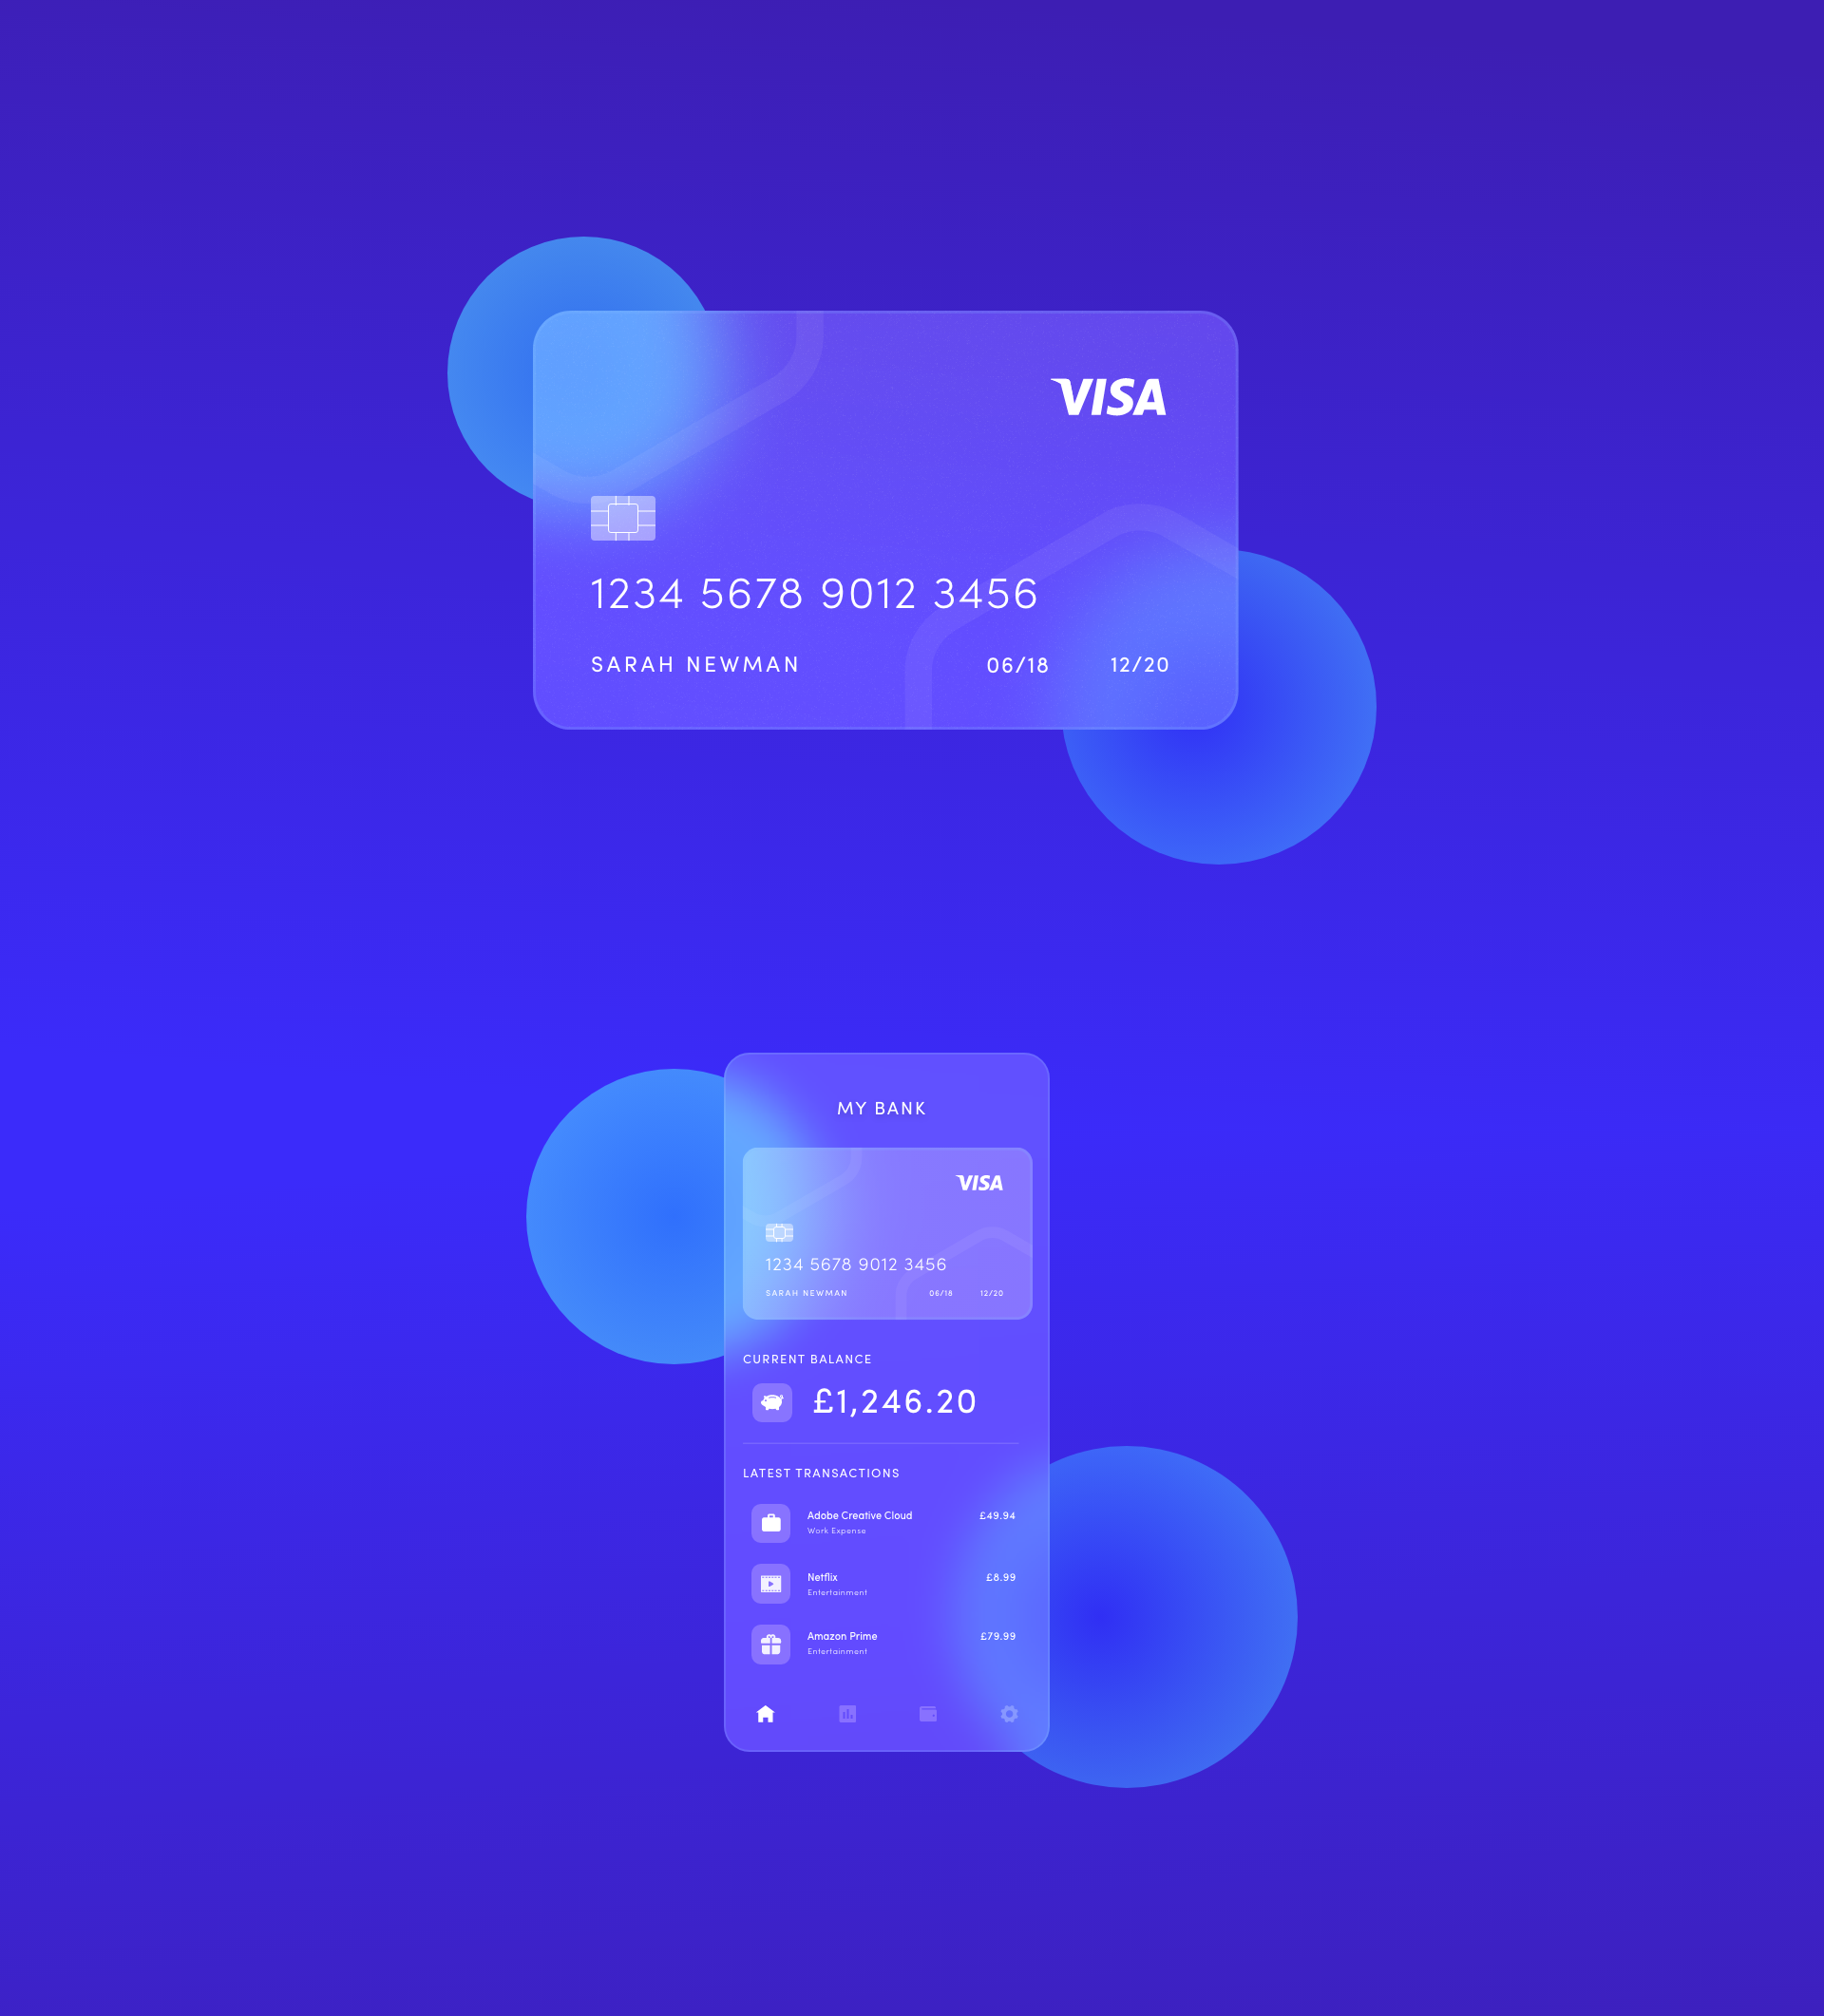 VISA
1234 5678 9012 3456
SARAH NEWMAN 06/18 12/20
MY BANK
VISA
1234 5678 9012 3456
SARAH NEWMAN 06/18 12/20
CURRENT BALANCE
£1,246.20
LATEST TRANSACTIONS
Adobe Creative Cloud £49.94
Work Expense
Netflix £8.99
Entertainment
Amazon Prime £79.99
Entertainment